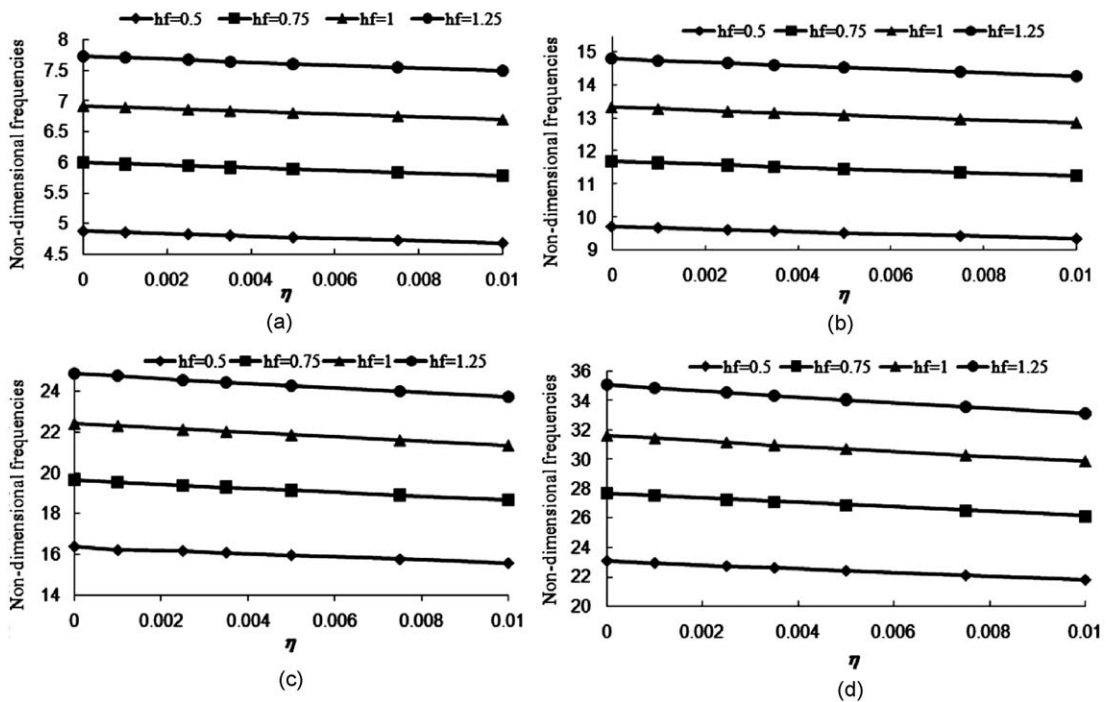 hf=0.5 hf=0.75 hf=1 hf=1.25
Non-dimensional frequencies
8
7.5
7
6.5
6
5.5
5
4.5
0 0.002 0.004 0.006 0.008 0.01
η
(a)
hf=0.5 hf=0.75 hf=1 hf=1.25
Non-dimensional frequencies
15
14
13
12
11
10
9
0 0.002 0.004 0.006 0.008 0.01
η
(b)
hf=0.5 hf=0.75 hf=1 hf=1.25
Non-dimensional frequencies
24
22
20
18
16
14
0 0.002 0.004 0.006 0.008 0.01
η
(c)
hf=0.5 hf=0.75 hf=1 hf=1.25
Non-dimensional frequencies
36
34
32
30
28
26
24
22
20
0 0.002 0.004 0.006 0.008 0.01
η
(d)